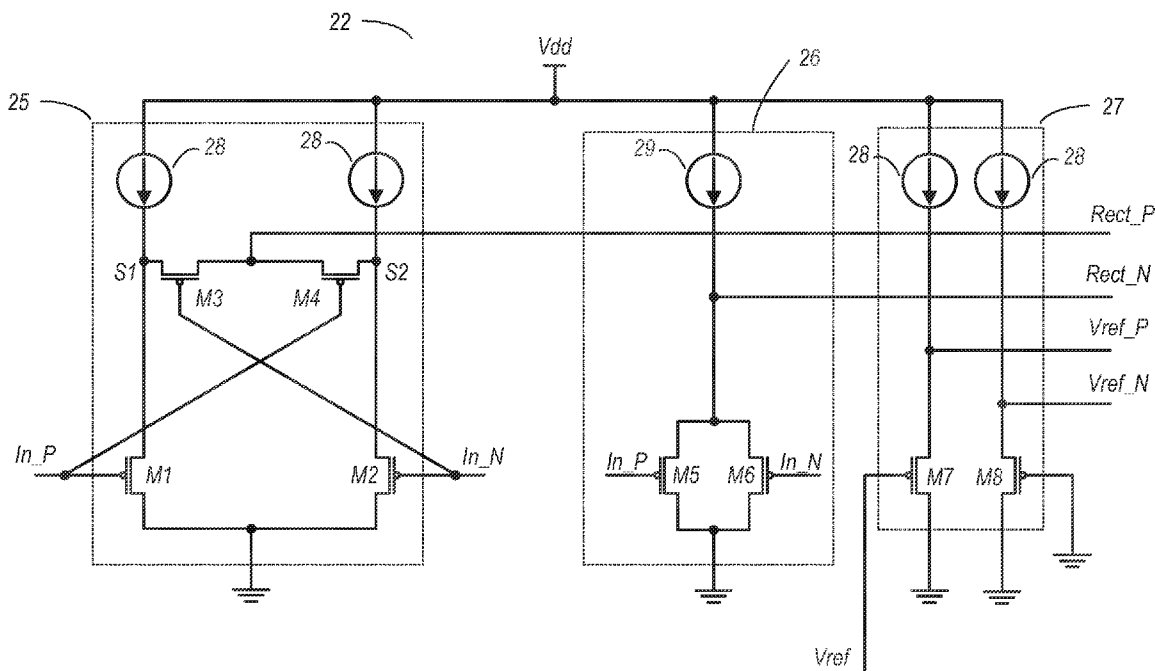 22
Vdd
26
25
27
28
28
29
28
28
Rect_P
S1
S2
M3
M4
Rect_N
Vref_P
Vref_N
In_P
M1
M2
In_N
In_P
M5
M6
In_N
M7
M8
Vref